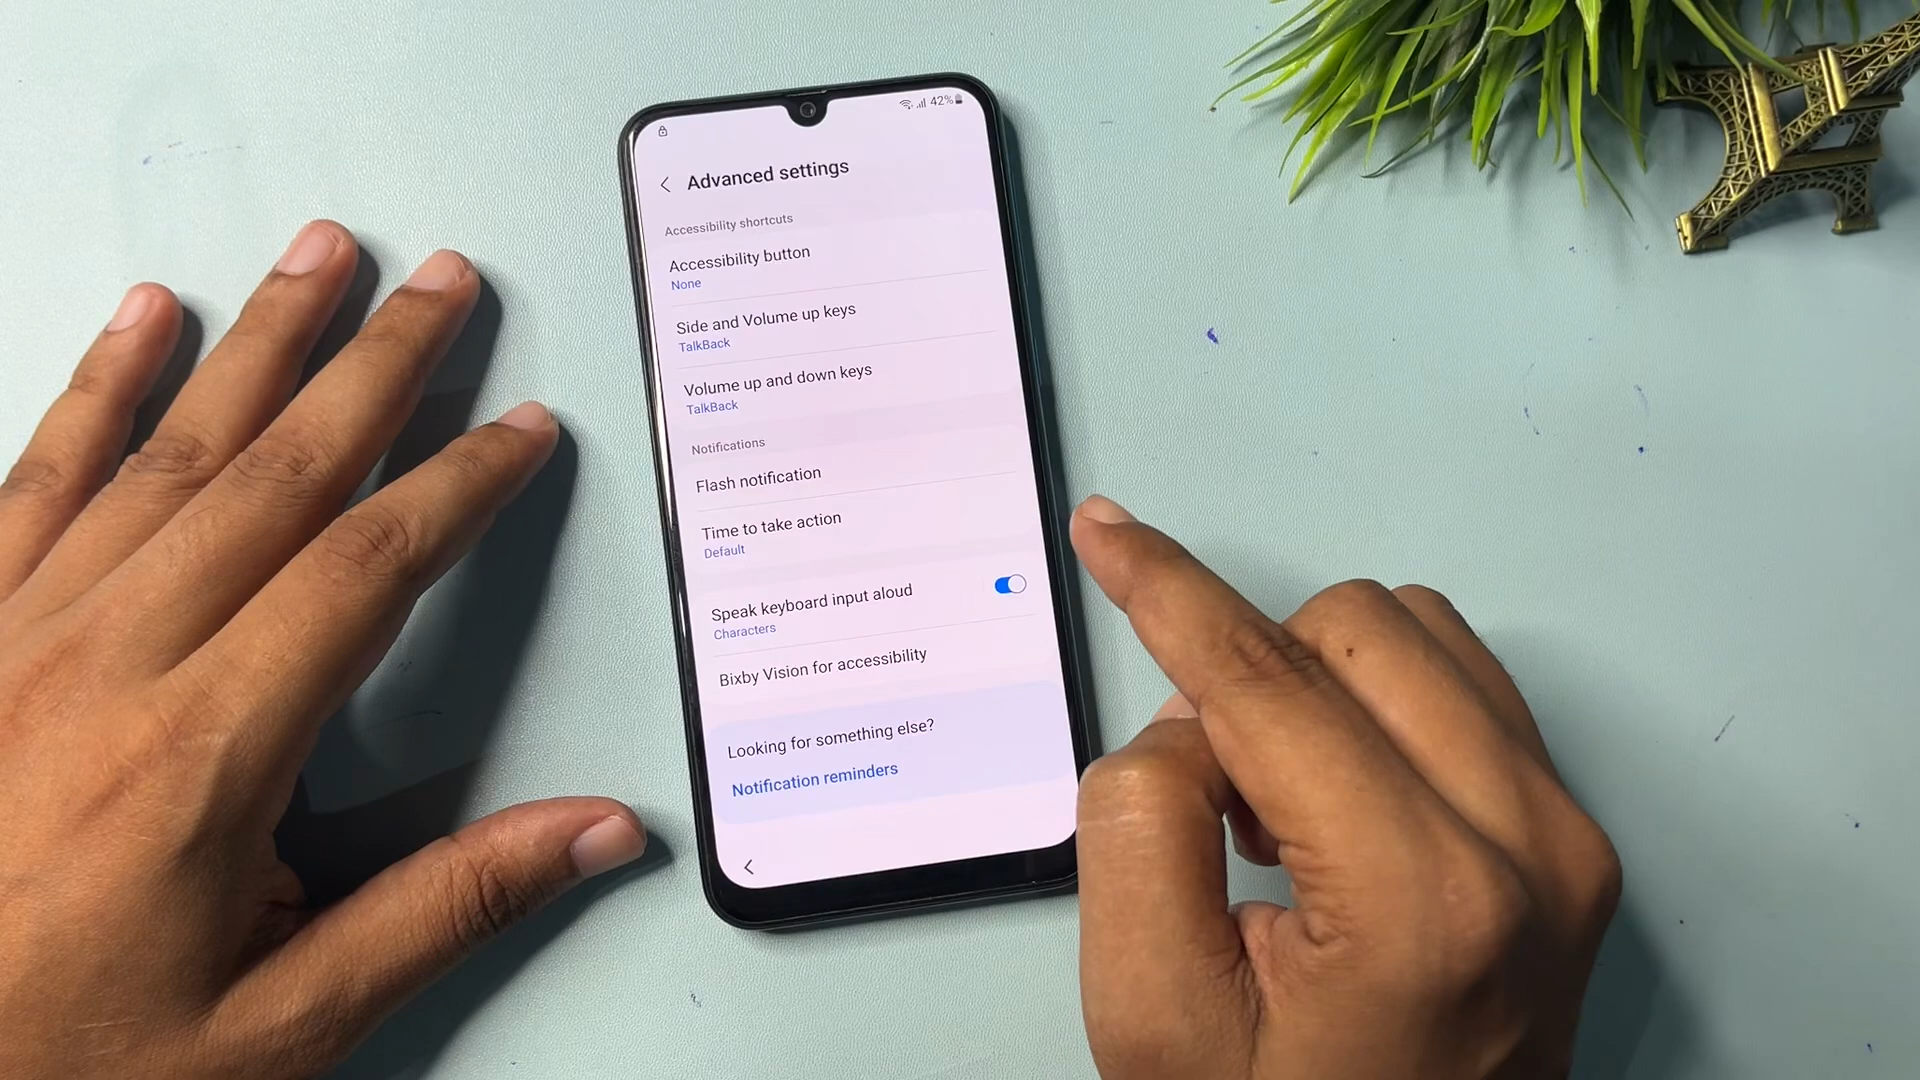 42%
Advanced settings
Accessibility shortcuts
Accessibility button
None
Side and Volume up keys
TalkBack
Volume up and down keys
TalkBack
Notifications
Flash notification
Time to take action
Default
Speak keyboard input aloud
Characters
Bixby Vision for accessibility
Looking for something else?
Notification reminders